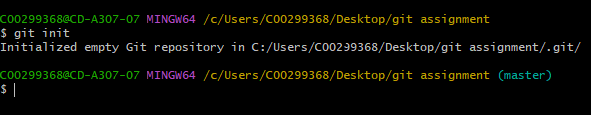 C00299368@CD-A307-07 MINGW64 /c/Users/C00299368/Desktop/git assignment
$ git init
Initialized empty Git repository in C:/Users/C00299368/Desktop/git assignment/.git/
C00299368@CD-A307-07 MINGW64 /c/Users/C00299368/Desktop/git assignment (master)
$